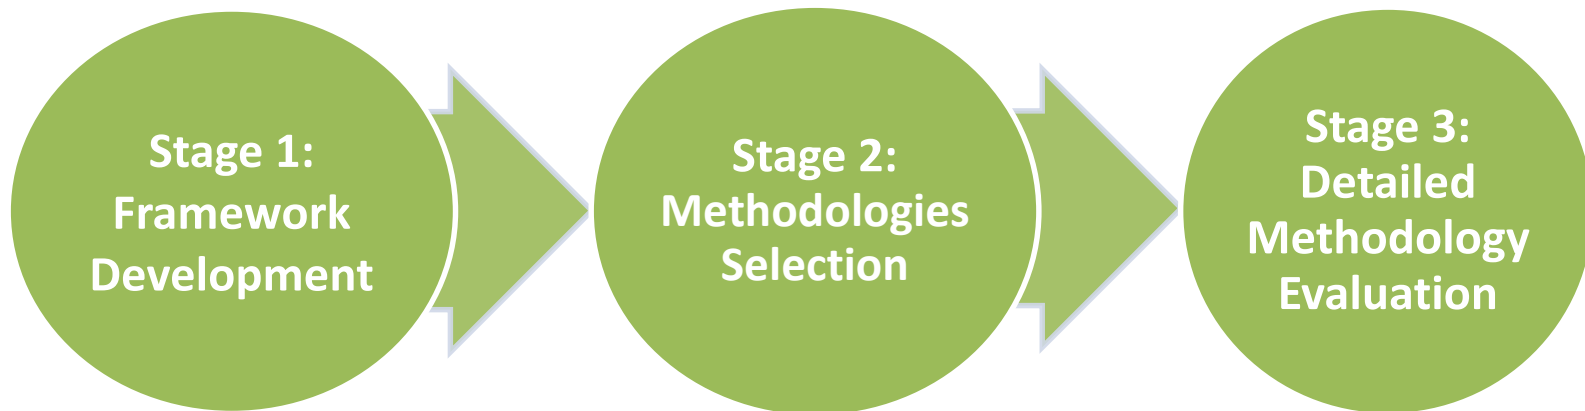 Stage 1:
Framework
Development
Stage 2:
Methodologies
Selection
Stage 3:
Detailed
Methodology
Evaluation